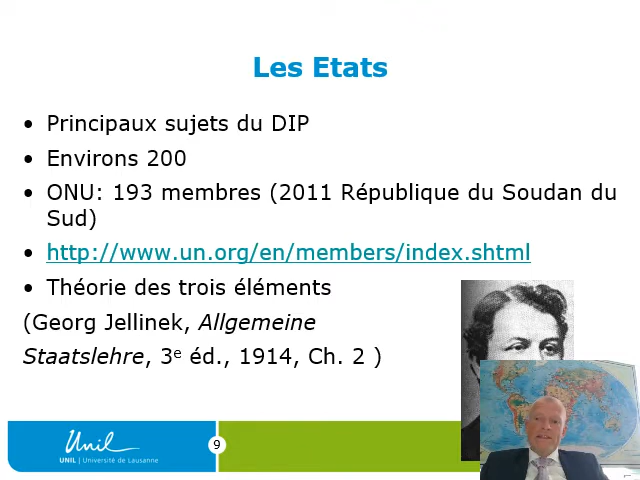 Les Etats
• Principaux sujets du DIP
• Environs 200
• ONU: 193 membres (2011 République du Soudan du
Sud)
• http://www.un.org/en/members/index.shtml
• Théorie des trois éléments
(Georg Jellinek, Allgemeine
Staatslehre, 3e éd., 1914, Ch. 2 )
Unil
UNIL | Université de Lausanne
9